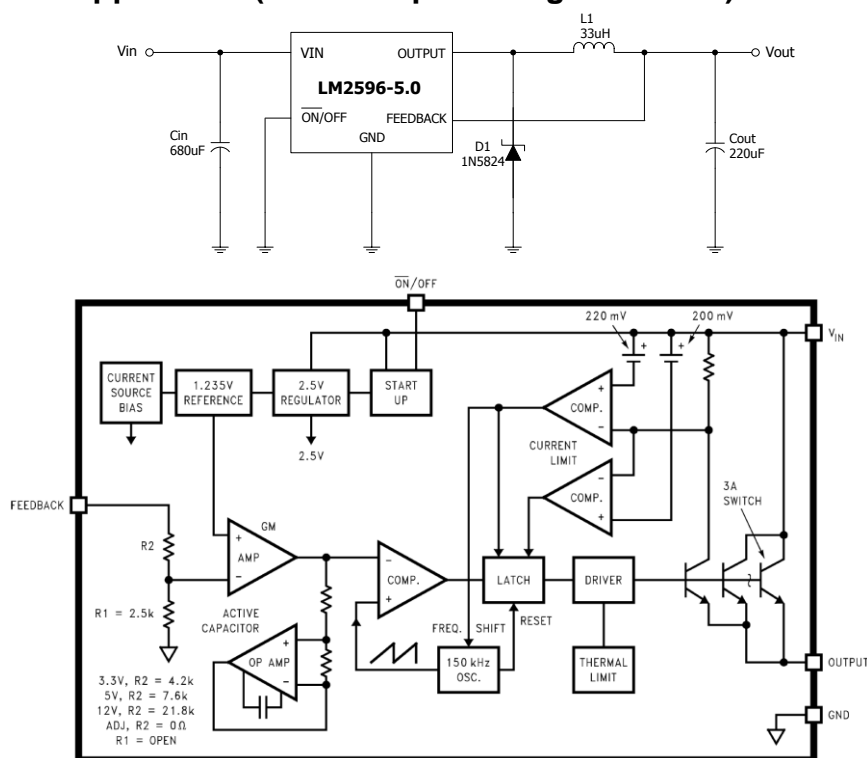 Vin
VIN
OUTPUT
L1
33uH
Vout
LM2596-5.0
ON/OFF
FEEDBACK
GND
Cin
680uF
D1
1N5824
Cout
220uF
ON/OFF
220 mV
200 mV
VIN
CURRENT
SOURCE
BIAS
1.235V
REFERENCE
2.5V
REGULATOR
START
UP
2.5V
COMP.
CURRENT
LIMIT
COMP.
3A
SWITCH
FEEDBACK
R2
GM
AMP
COMP.
LATCH
DRIVER
R1 = 2.5k
ACTIVE
CAPACITOR
OP AMP
FREQ. SHIFT
RESET
150 kHz
OSC.
THERMAL
LIMIT
OUTPUT
GND
3.3V, R2 = 4.2k
5V, R2 = 7.6k
12V, R2 = 21.8k
ADJ, R2 = 0Ω
R1 = OPEN